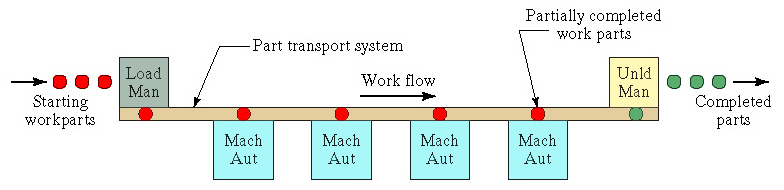 Partially completed
work parts
Part transport system
Load
Man
Work flow
Unld
Man
Starting
workparts
Completed
parts
Mach
Aut
Mach
Aut
Mach
Aut
Mach
Aut